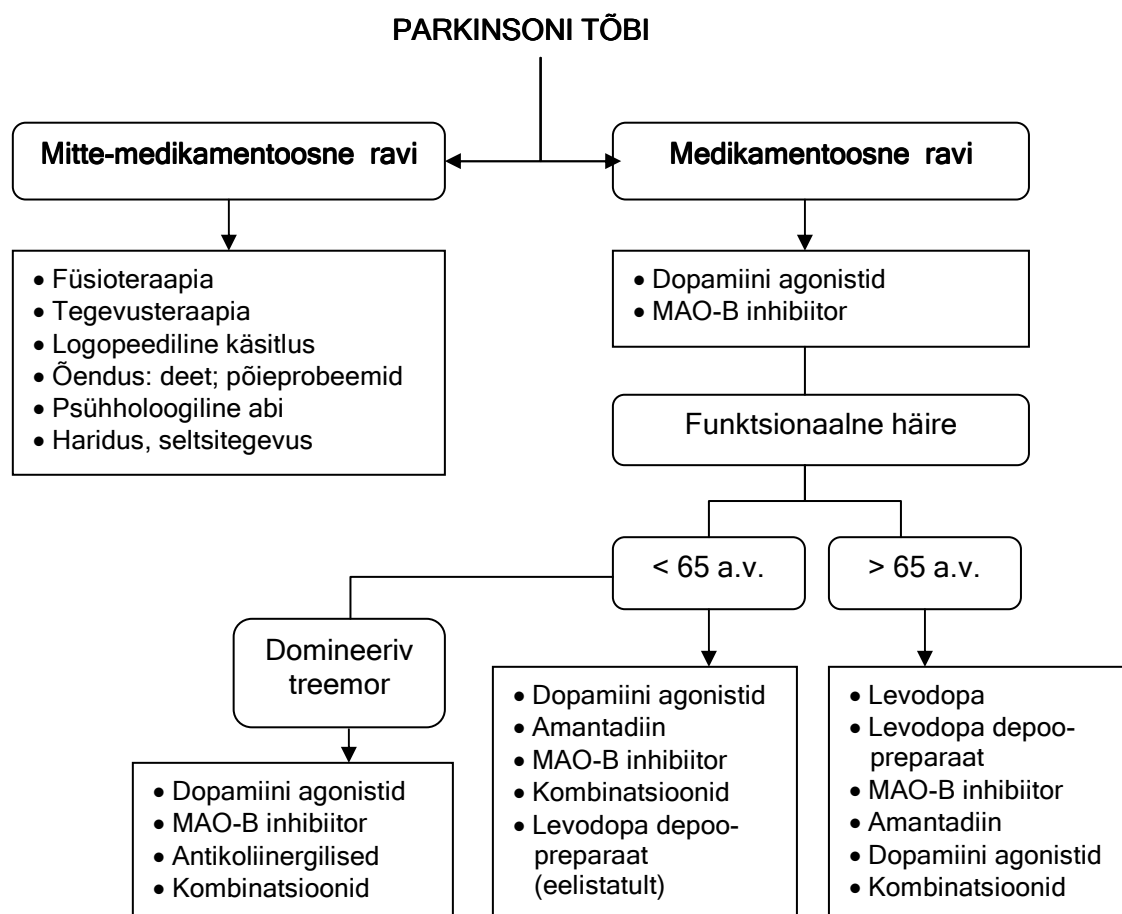 PARKINSONI TÕBI
Mitte-medikamentoosne ravi
Medikamentoosne ravi
• Füsioteraapia
• Tegevusteraapia
• Logopeediline käsitlus
• Õendus: deet; põieprobeemid
• Psühholoogiline abi
• Haridus, seltsitegevus
• Dopamiini agonistid
• MAO-B inhibiitor
Funktsionaalne häire
< 65 a.v.
> 65 a.v.
Domineeriv
treemor
• Dopamiini agonistid
• MAO-B inhibiitor
• Antikoliinergilised
• Kombinatsioonid
• Dopamiini agonistid
• Amantadiin
• MAO-B inhibiitor
• Kombinatsioonid
• Levodopa depoo-
preparaat
(eelistatult)
• Levodopa
• Levodopa depoo-
preparaat
• MAO-B inhibiitor
• Amantadiin
• Dopamiini agonistid
• Kombinatsioonid